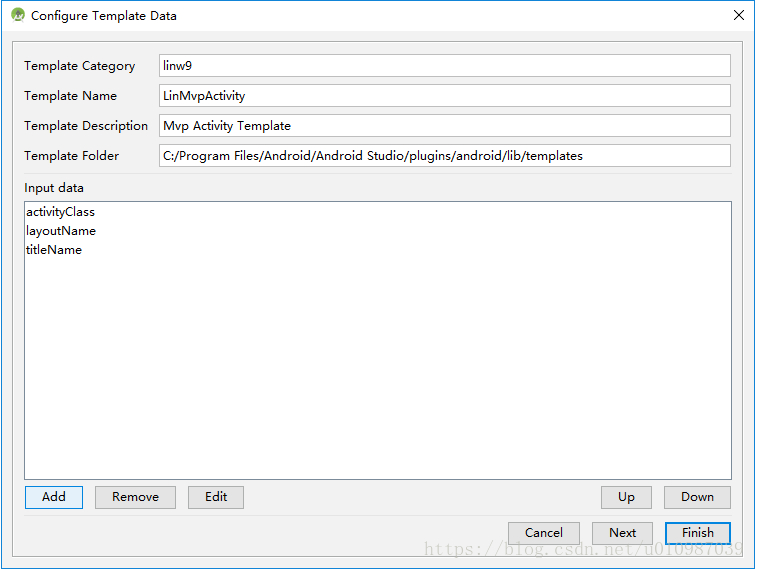 Configure Template Data
Template Category linw9
Template Name LinMvpActivity
Template Description Mvp Activity Template
Template Folder C:/Program Files/Android/Android Studio/plugins/android/lib/templates
Input data
activityClass
layoutName
titleName
Add Remove Edit Up Down
Cancel Next Finish
https://blog.csdn.net/u010987039